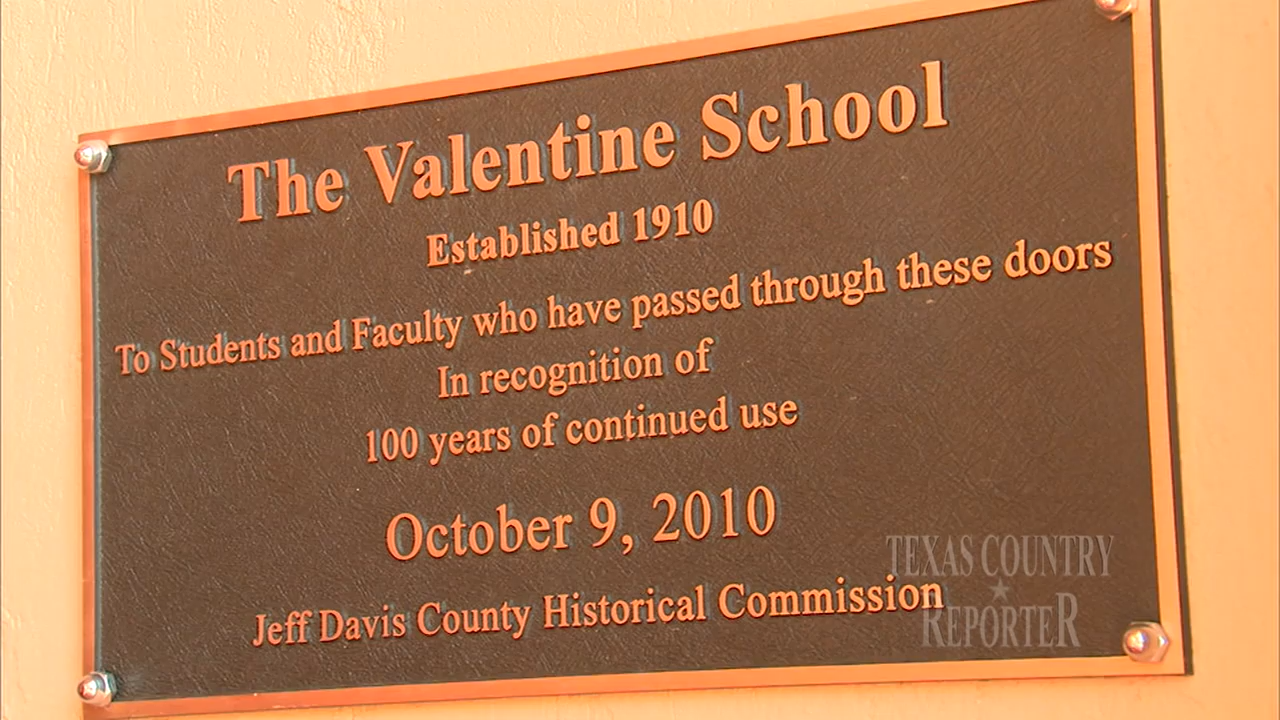 The Valentine School
Established 1910
To Students and Faculty who have passed through these doors
In recognition of
100 years of continued use
October 9, 2010
Jeff Davis County Historical Commission
TEXAS COUNTRY
REPORTER